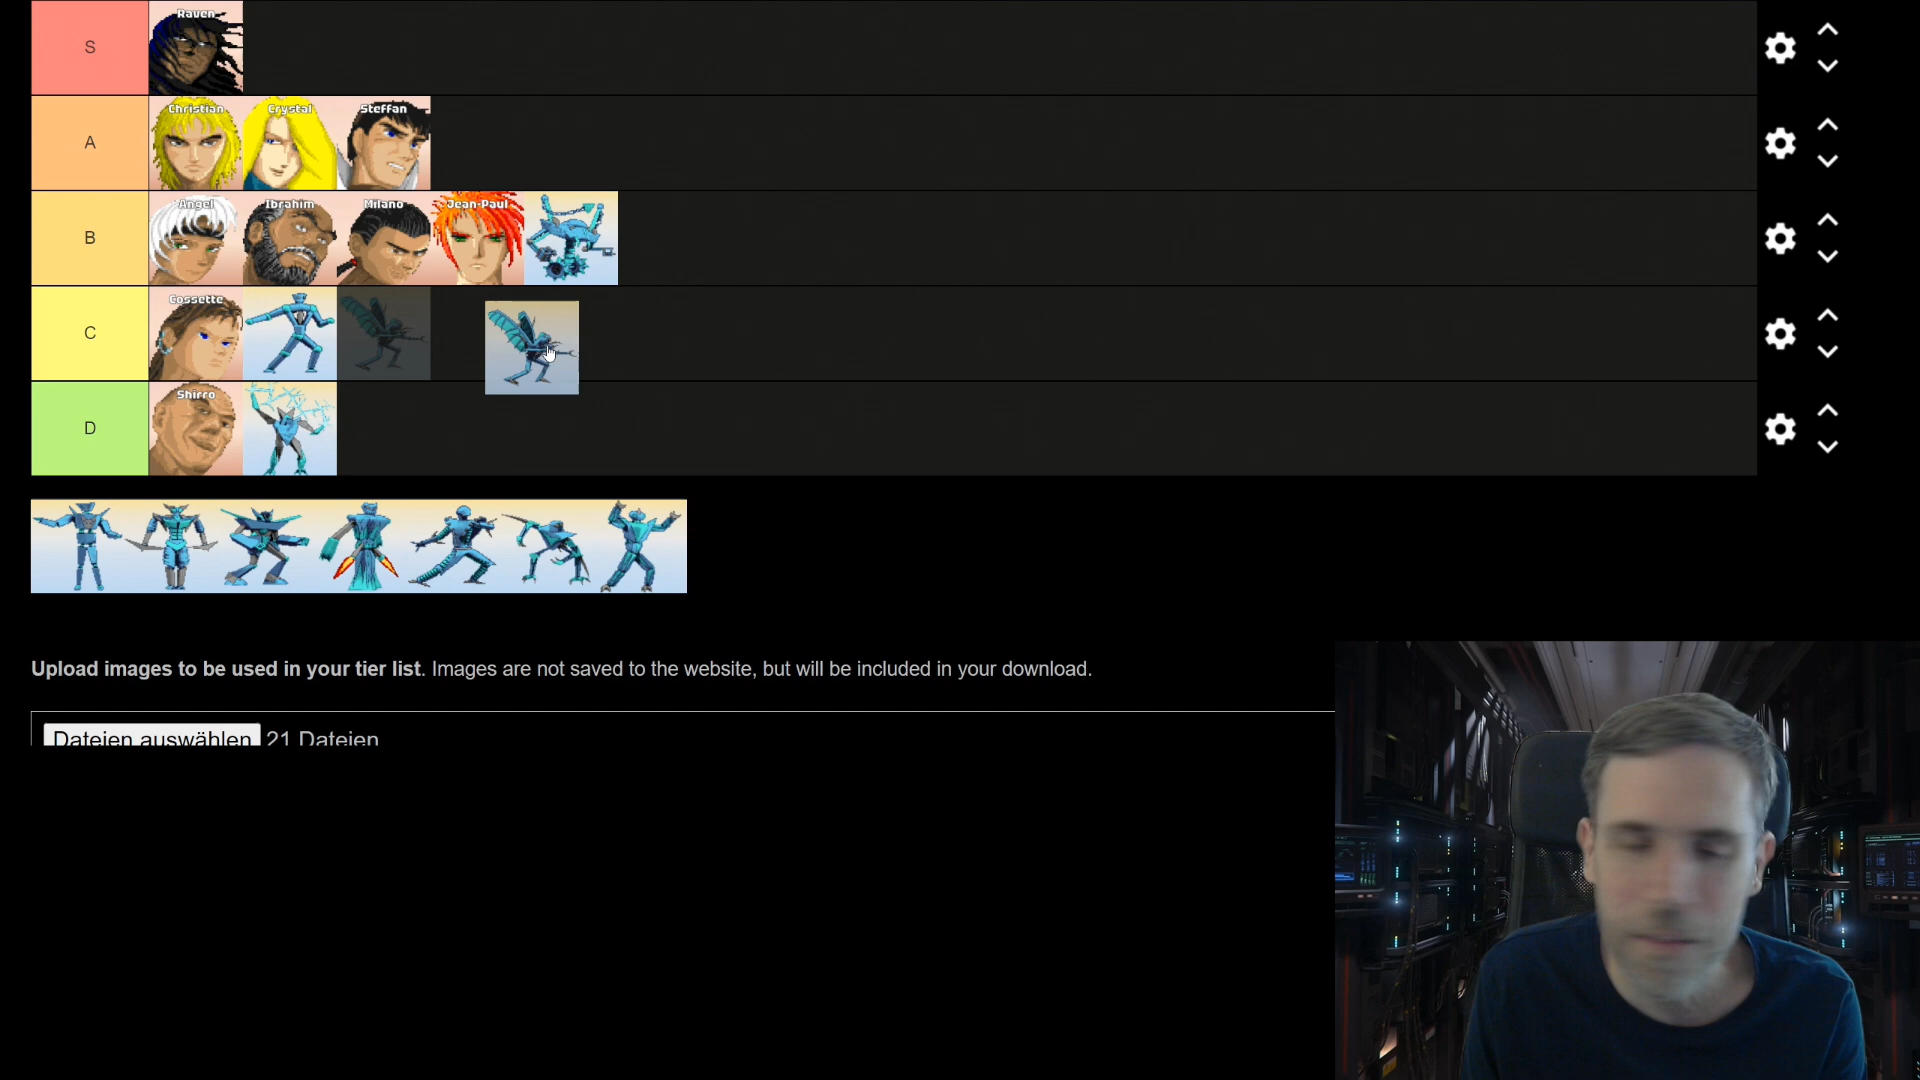 S
Raven
A
Christian
Crystal
Steffan
B
Angel
Ibrahim
Milano
Jean-Paul
C
Cossette
D
Shirro
Upload images to be used in your tier list. Images are not saved to the website, but will be included in your download.
Dateien auswählen 21 Dateien